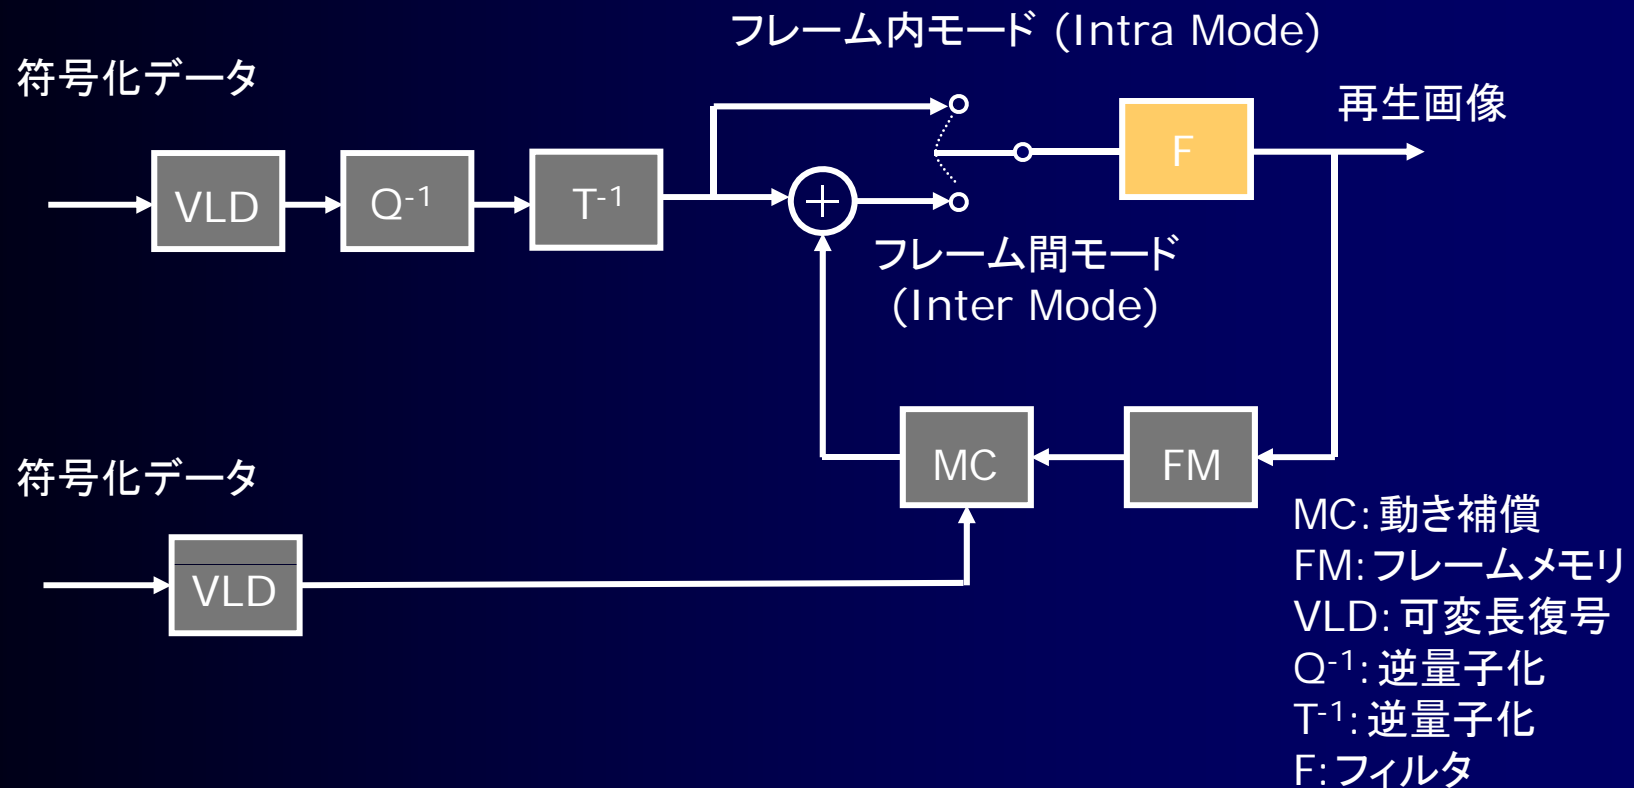 フレーム内モード (Intra Mode)
符号化データ
再生画像
VLD
Q-1
T-1
F
フレーム間モード
(Inter Mode)
MC
FM
符号化データ
VLD
MC:動き補償
FM:フレームメモリ
VLD:可変長復号
Q-1:逆量子化
T-1:逆量子化
F:フィルタ